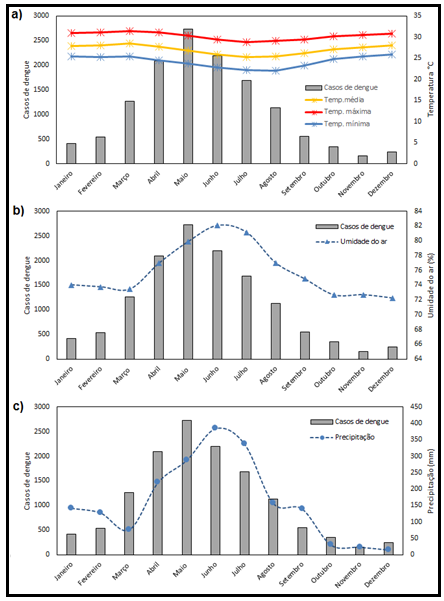 a)
3000
2500
2000
1500
1000
500
0
Casos de dengue
35
30
25
20
15
10
5
0
Temperatura °C
Casos de dengue
Temp.média
Temp. máxima
Temp. mínima
Janeiro
Fevereiro
Março
Abril
Maio
Junho
Julho
Agosto
Setembro
Outubro
Novembro
Dezembro
b)
3000
2500
2000
1500
1000
500
0
Casos de dengue
84
82
80
78
76
74
72
70
68
66
64
Umidade do ar (%)
Casos de dengue
Umidade do ar
Janeiro
Fevereiro
Março
Abril
Maio
Junho
Julho
Agosto
Setembro
Outubro
Novembro
Dezembro
c)
3000
2500
2000
1500
1000
500
0
Casos de dengue
450
400
350
300
250
200
150
100
50
0
Precipitação (mm)
Casos de dengue
Precipitação
Janeiro
Fevereiro
Março
Abril
Maio
Junho
Julho
Agosto
Setembro
Outubro
Novembro
Dezembro